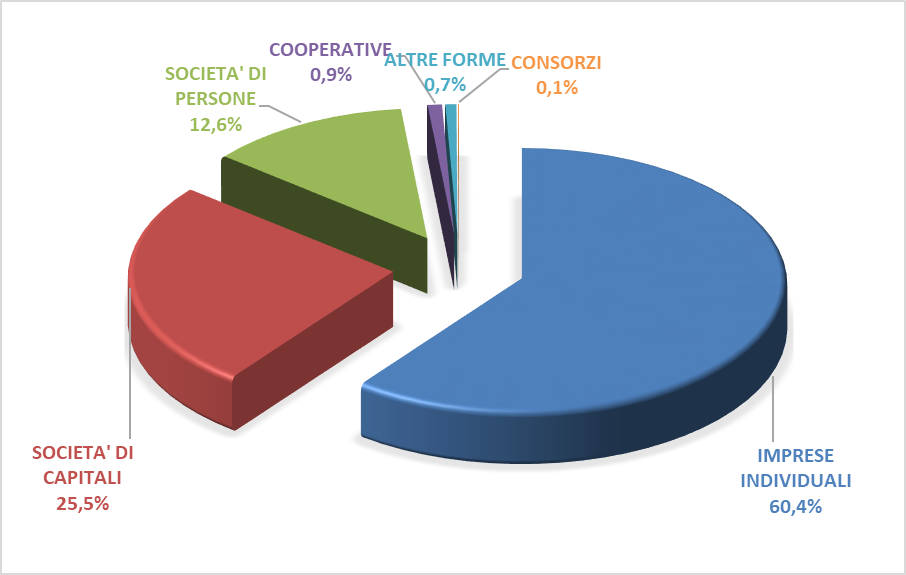 COOPERATIVE
0,9%
ALTRE FORME
0,7%
CONSORZI
0,1%
SOCIETA' DI
PERSONE
12,6%
SOCIETA' DI
CAPITALI
25,5%
IMPRESE
INDIVIDUALI
60,4%